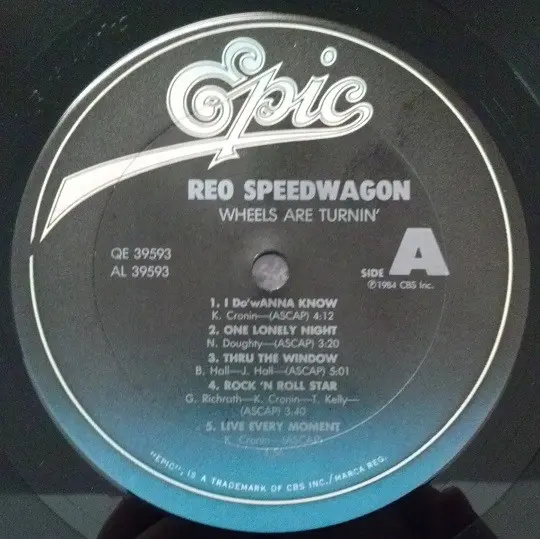 Epic
REO SPEEDWAGON
WHEELS ARE TURNIN'
QE 39593
AL 39593
SIDE A
℗1984 CBS Inc.
1. I Do'wANNA KNOW
K. Cronin—(ASCAP) 4:12
2. ONE LONELY NIGHT
N. Doughty—(ASCAP) 3:20
3. THRU THE WINDOW
B. Hall—J. Hall—(ASCAP) 5:01
4. ROCK 'N ROLL STAR
G. Richrath—K. Cronin—T. Kelly—
(ASCAP) 3:40
5. LIVE EVERY MOMENT
K. Cronin—(ASCAP)
"EPIC", IS A TRADEMARK OF CBS INC./MARCA REG.